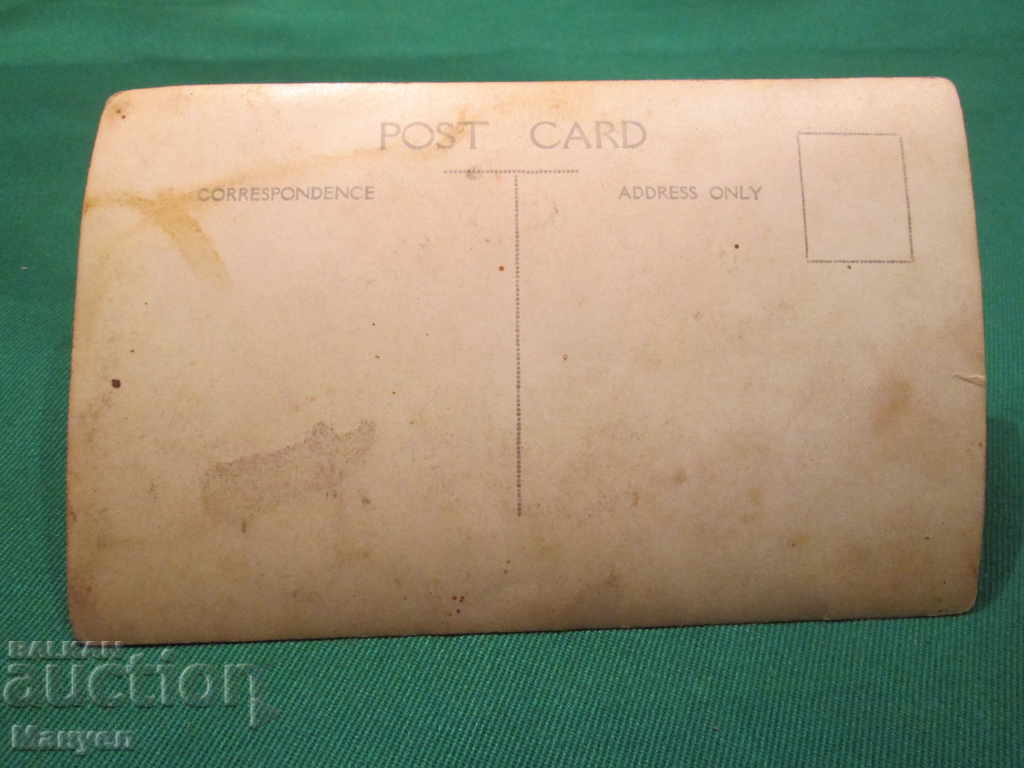 POST CARD
CORRESPONDENCE
ADDRESS ONLY
BALKAN
auction
Manyen